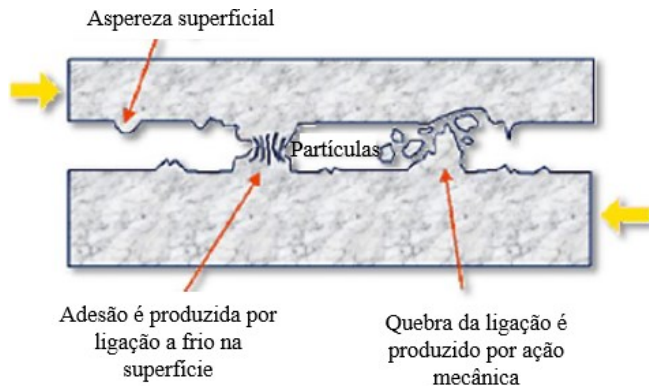 Aspereza superficial
Partículas
Adesão é produzida por
ligação a frio na
superfície
Quebra da ligação é
produzido por ação
mecânica